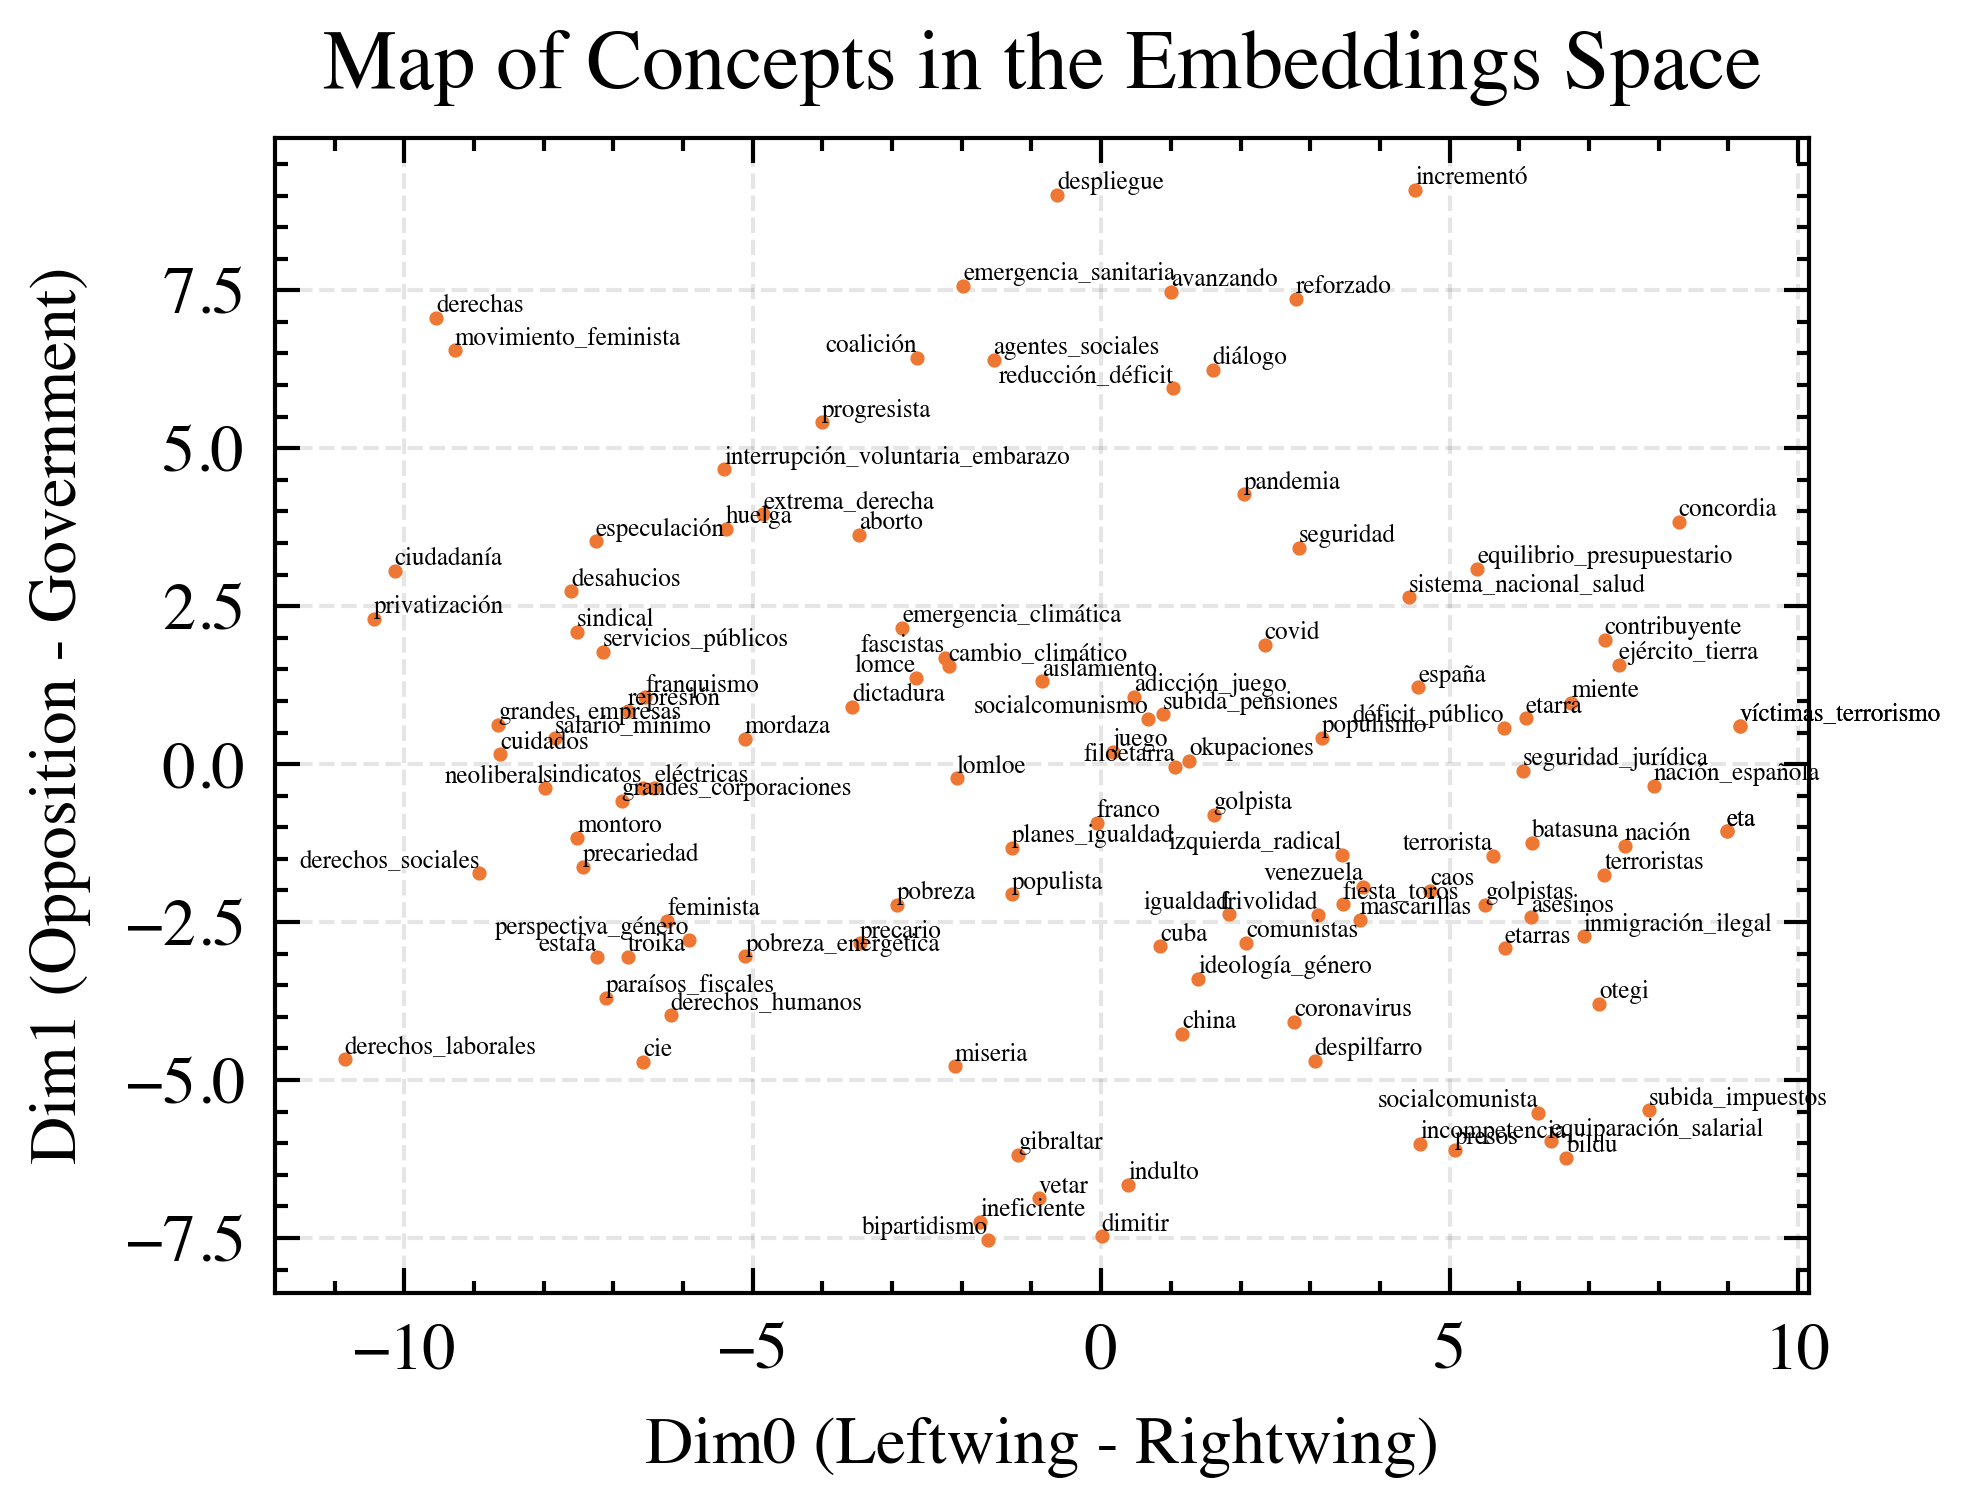 Map of Concepts in the Embeddings Space
Dim1 (Opposition - Government)
7.5
5.0
2.5
0.0
−2.5
−5.0
−7.5
despliegue
incrementó
emergencia_sanitaria
avanzando
reforzado
derechas
movimiento_feminista
coalición
agentes_sociales
diálogo
reducción_déficit
progresista
interrupción_voluntaria_embarazo
pandemia
extrema_derecha
huelga
aborto
especulación
concordia
seguridad
ciudadanía
equilibrio_presupuestario
desahucios
sistema_nacional_salud
privatización
sindical
emergencia_climática
servicios_públicos
covid
contribuyente
fascistas
cambio_climático
ejército_tierra
lomce
aislamiento
franquismo
represión
dictadura
adicción_juego
españa
miente
socialcomunismo
subida_pensiones
etarra
grandes_empresas
salario_mínimo
mordaza
populismo
déficit_público
víctimas_terrorismo
cuidados
juego
filoetarra
okupaciones
seguridad_jurídica
neoliberal
sindicatos
eléctricas
lomloe
nación_española
grandes_corporaciones
franco
golpista
montoro
planes_igualdad
izquierda_radical
terrorista
batasuna
nación
eta
derechos_sociales
precariedad
terroristas
venezuela
caos
pobreza
populista
fiesta_toros
golpistas
igualdad
frivolidad
mascarillas
asesinos
feminista
perspectiva_género
precario
cuba
comunistas
etarras
inmigración_ilegal
estafa
troika
pobreza_energética
ideología_género
paraísos_fiscales
derechos_humanos
otegi
coronavirus
china
derechos_laborales
cie
miseria
despilfarro
socialcomunista
subida_impuestos
incompetencia
presos
equiparación_salarial
bildu
gibraltar
indulto
vetar
ineficiente
bipartidismo
dimitir
−10
−5
0
5
10
Dim0 (Leftwing - Rightwing)